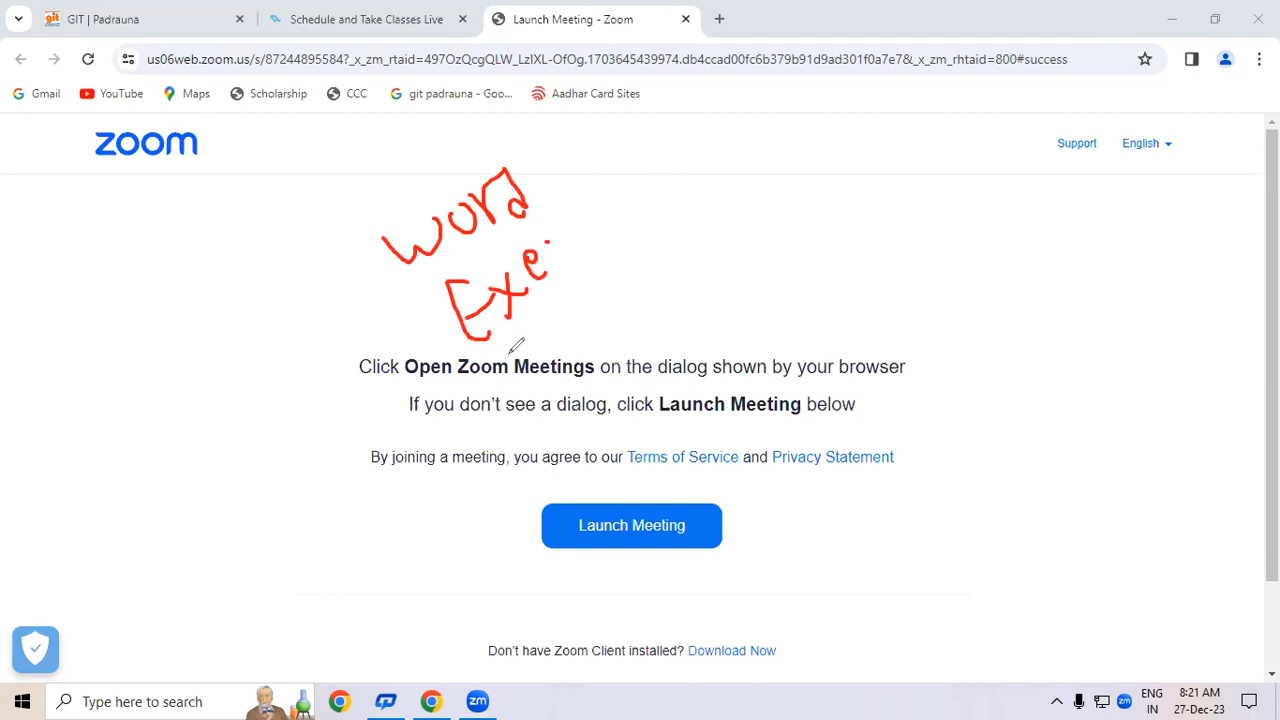 GIT | Padrauna
Schedule and Take Classes Live
Launch Meeting - Zoom
us06web.zoom.us/s/87244895584?_x_zm_rtaid=497OzQcgQLW_LzIXL-OfOg.1703645439974.db4ccad00fc6b379b91d9ad301f0a7e7&_x_zm_rhtaid=800#success
Gmail
YouTube
Maps
Scholarship
CCC
git padrauna - Goo...
Aadhar Card Sites
zoom
Support
English
Word
Exe.
Click Open Zoom Meetings on the dialog shown by your browser
If you don’t see a dialog, click Launch Meeting below
By joining a meeting, you agree to our Terms of Service and Privacy Statement
Launch Meeting
Don’t have Zoom Client installed? Download Now
Type here to search
zm
zm
ENG
IN
8:21 AM
27-Dec-23